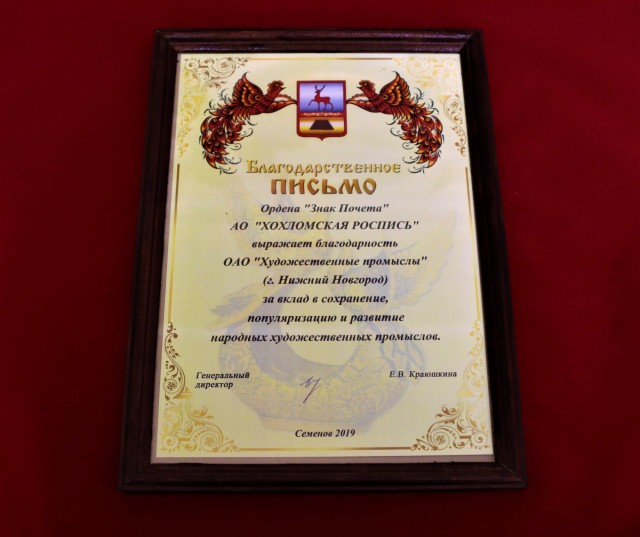 Благодарственное
письмо
Ордена "Знак Почета"
АО "ХОХЛОМСКАЯ РОСПИСЬ"
выражает благодарность
ОАО "Художественные промыслы"
(г. Нижний Новгород)
за вклад в сохранение,
популяризацию и развитие
народных художественных промыслов.
Генеральный
директор
Е.В. Краюшкина
Семенов 2019